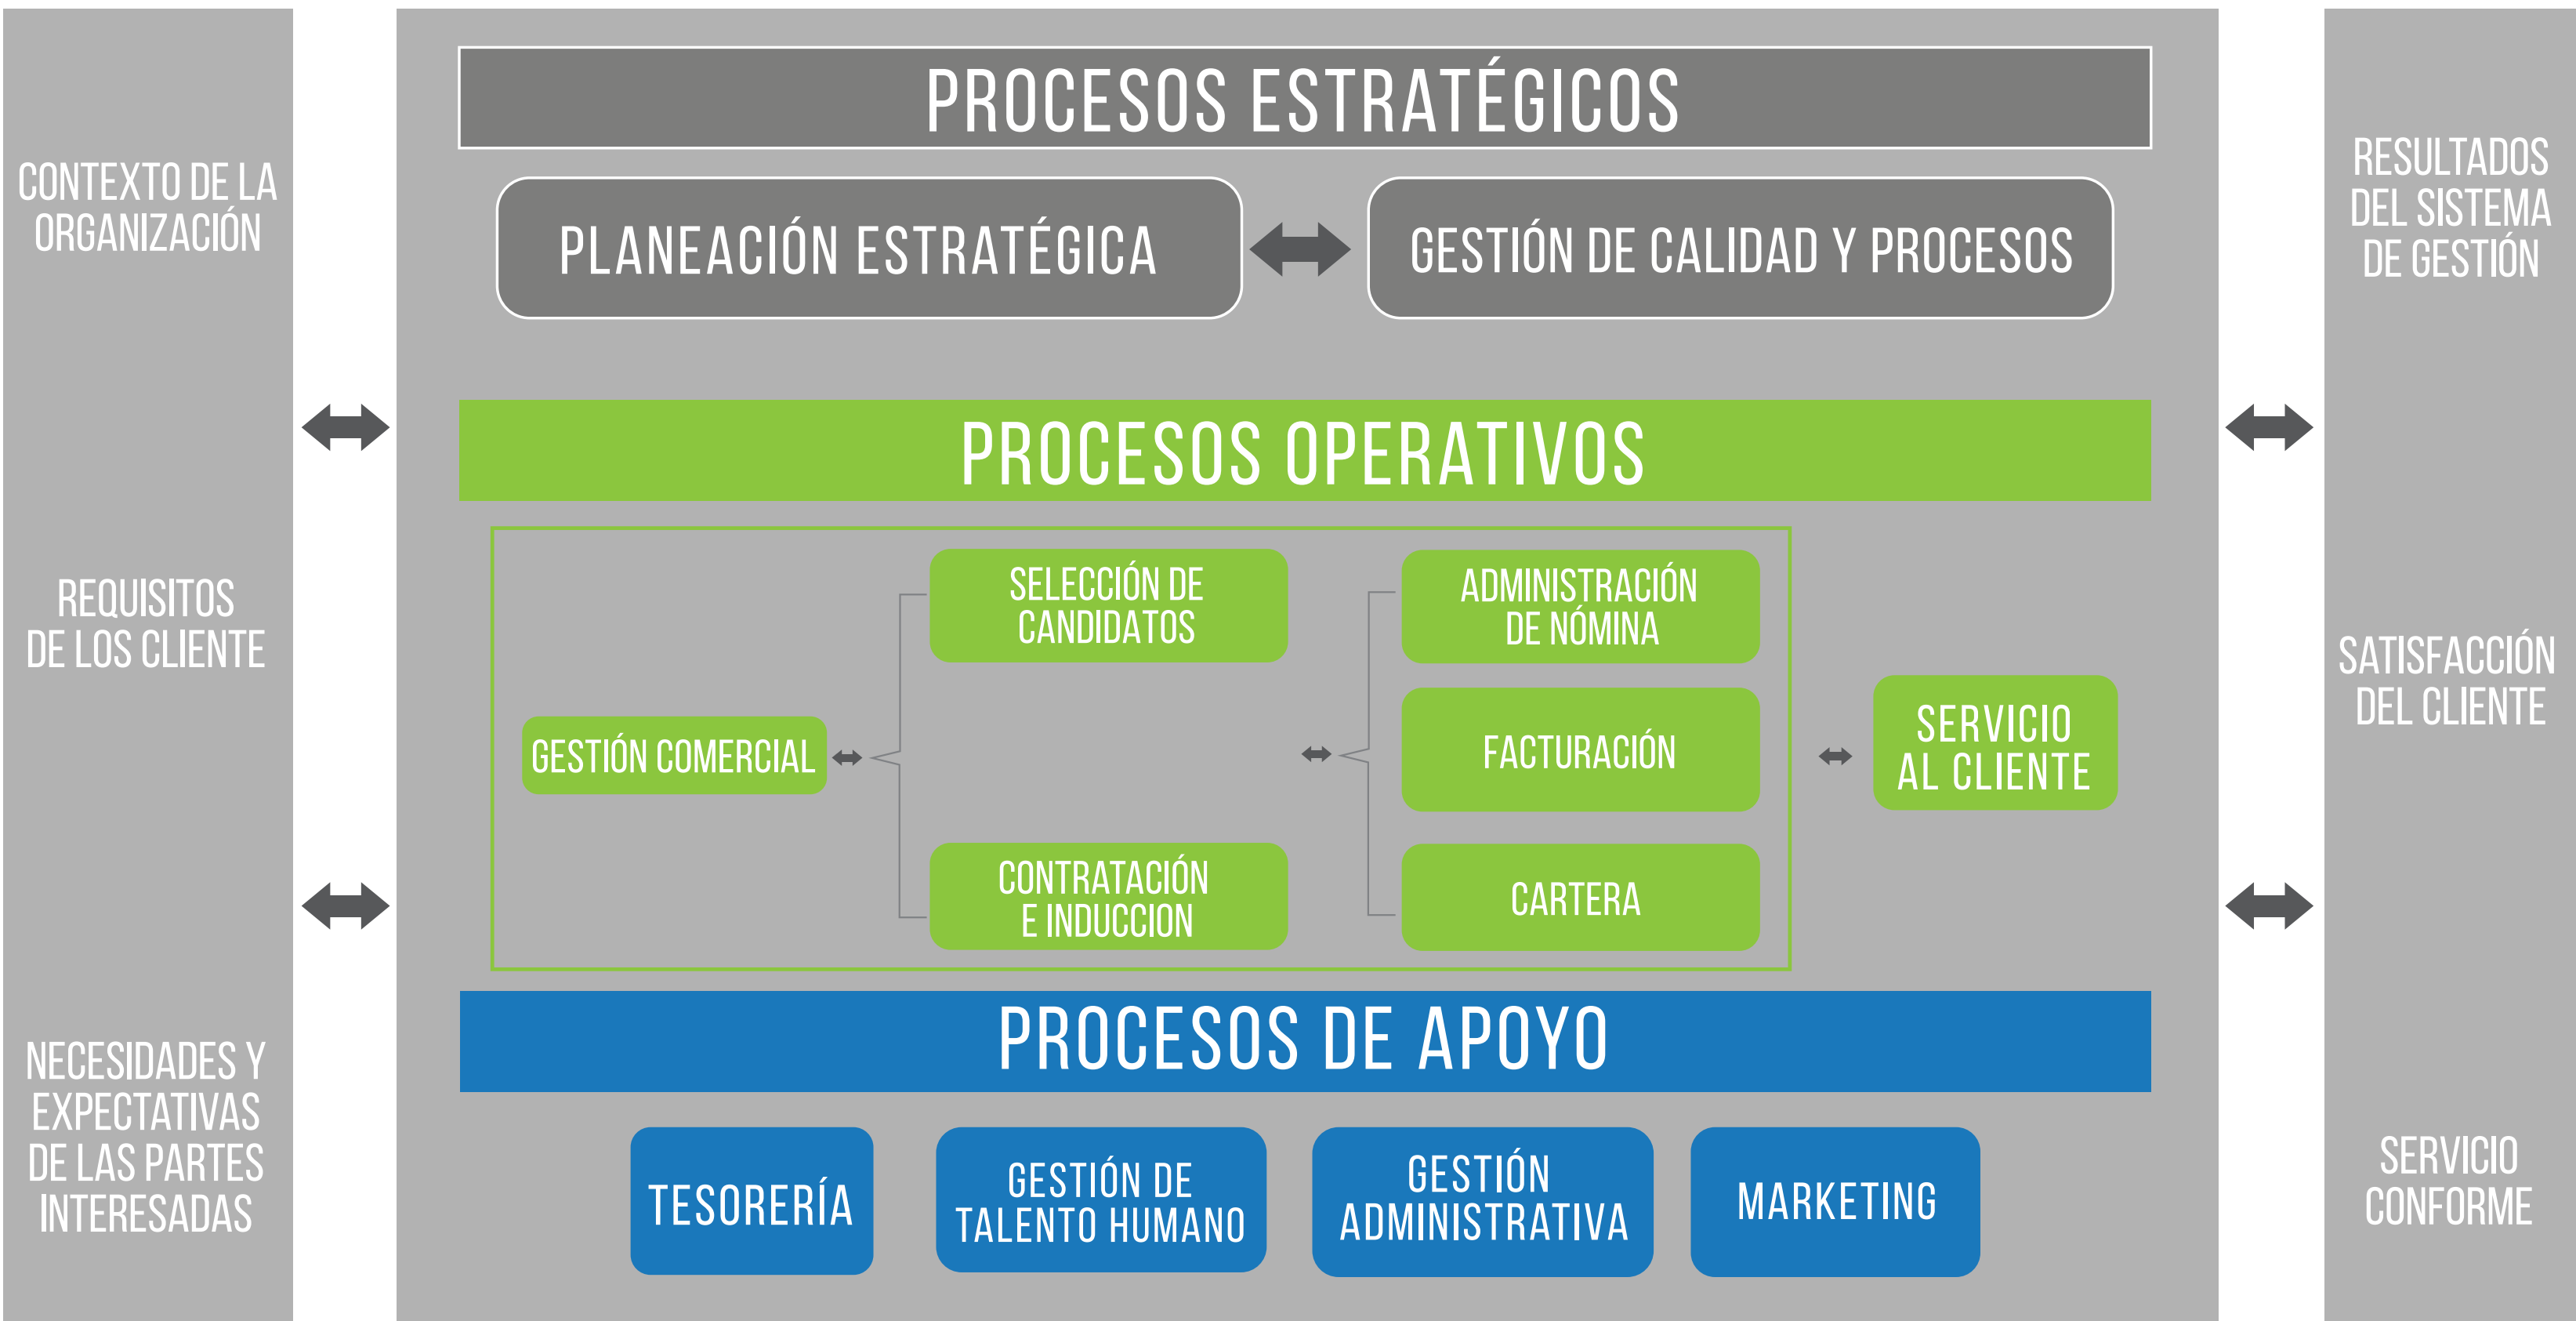 CONTEXTO DE LA
ORGANIZACIÓN
REQUISITOS
DE LOS CLIENTE
NECESIDADES Y
EXPECTATIVAS
DE LAS PARTES
INTERESADAS
PROCESOS ESTRATÉGICOS
PLANEACIÓN ESTRATÉGICA
GESTIÓN DE CALIDAD Y PROCESOS
PROCESOS OPERATIVOS
GESTIÓN COMERCIAL
SELECCIÓN DE
CANDIDATOS
CONTRATACIÓN
E INDUCCION
ADMINISTRACIÓN
DE NÓMINA
FACTURACIÓN
CARTERA
SERVICIO
AL CLIENTE
PROCESOS DE APOYO
TESORERÍA
GESTIÓN DE
TALENTO HUMANO
GESTIÓN
ADMINISTRATIVA
MARKETING
RESULTADOS
DEL SISTEMA
DE GESTIÓN
SATISFACCIÓN
DEL CLIENTE
SERVICIO
CONFORME